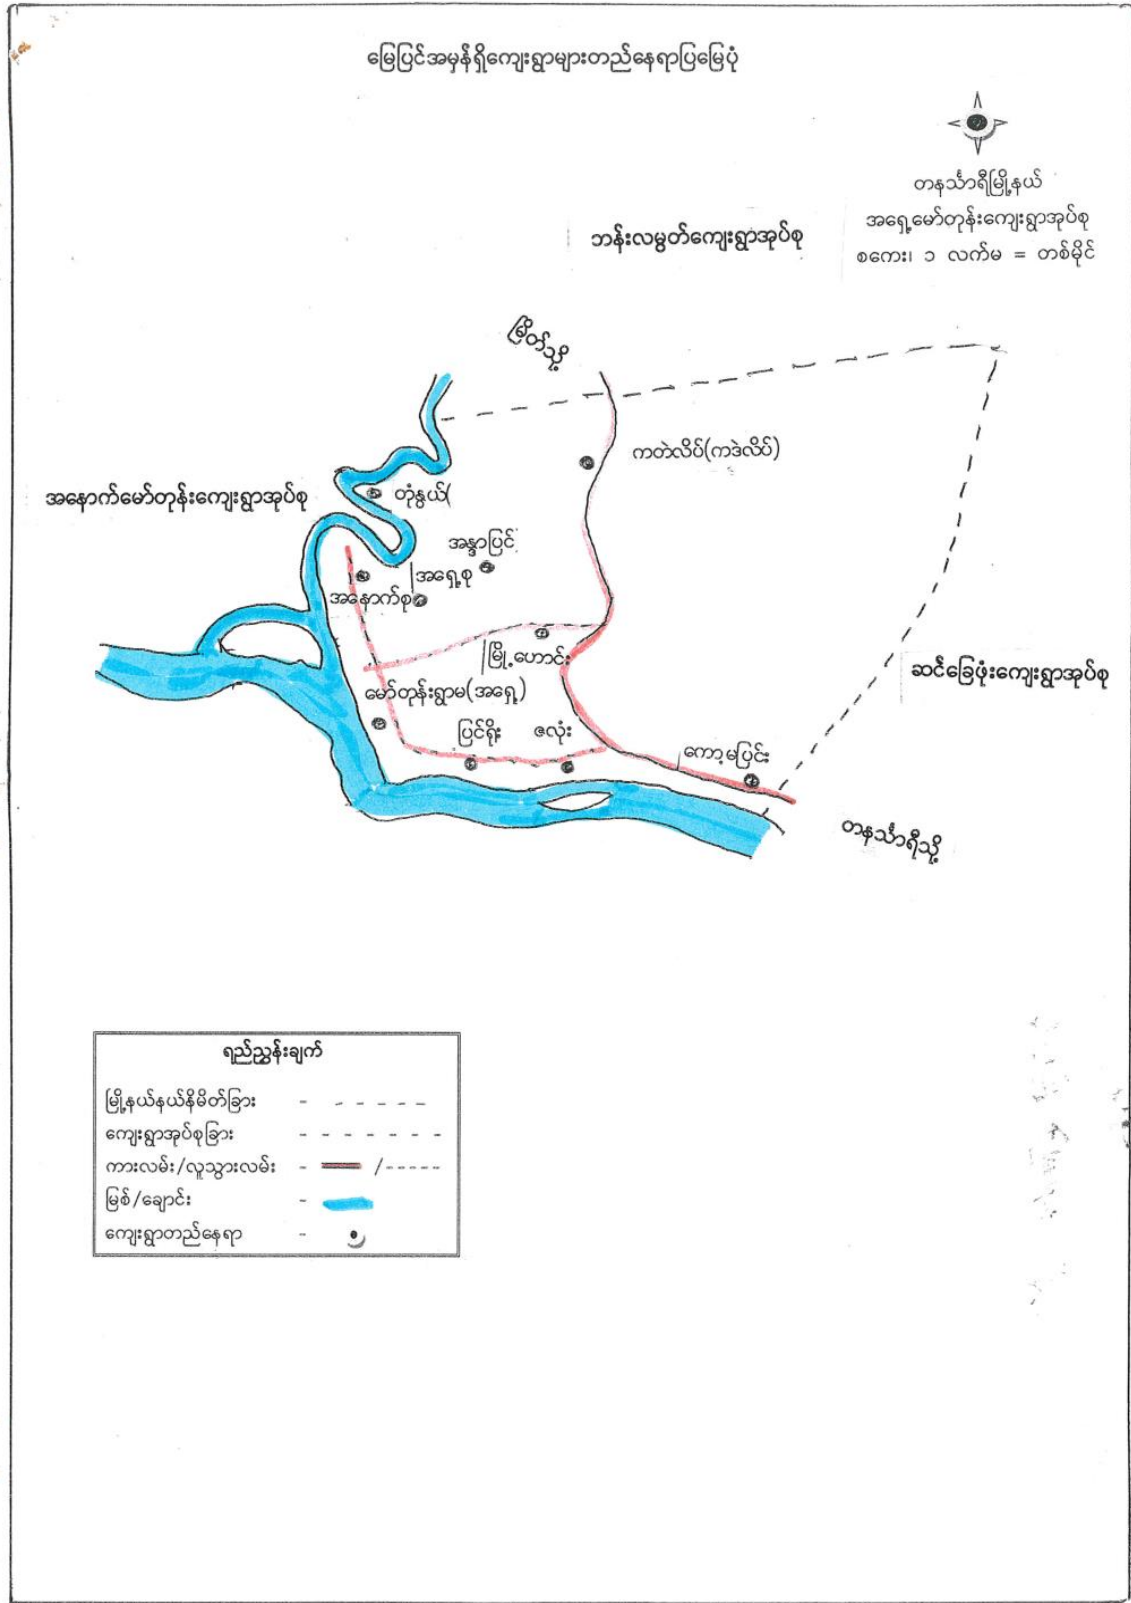 မြေပြင်အမှန်ရှိကျေးရွာများတည်နေရာပြမြေပုံ
တနင်္သာရီမြို့နယ်
အရှေ့မော်တုန်းကျေးရွာအုပ်စု
စကေး၊ ၁ လက်မ = တစ်မိုင်
ဘန်းလမွတ်ကျေးရွာအုပ်စု
မြိတ်သို့
ကတဲလိပ်(ကဒဲလိပ်)
အနောက်မော်တုန်းကျေးရွာအုပ်စု
တုံနွယ်(
အန္ဒာပြင်
အရှေ့စု
အနောက်စု
မြို့ဟောင်း
ဆင်ခြေဖုံးကျေးရွာအုပ်စု
မော်တုန်းရွာမ(အရှေ့)
ပြင်ရိုး
ဇလုံး
ကော့မပြင်း
တနင်္သာရီသို့
ရည်ညွှန်းချက်
မြို့နယ်နယ်နိမိတ်ခြား -
ကျေးရွာအုပ်စုခြား -
ကားလမ်း/လူသွားလမ်း - /
မြစ်/ချောင်း -
ကျေးရွာတည်နေရာ -